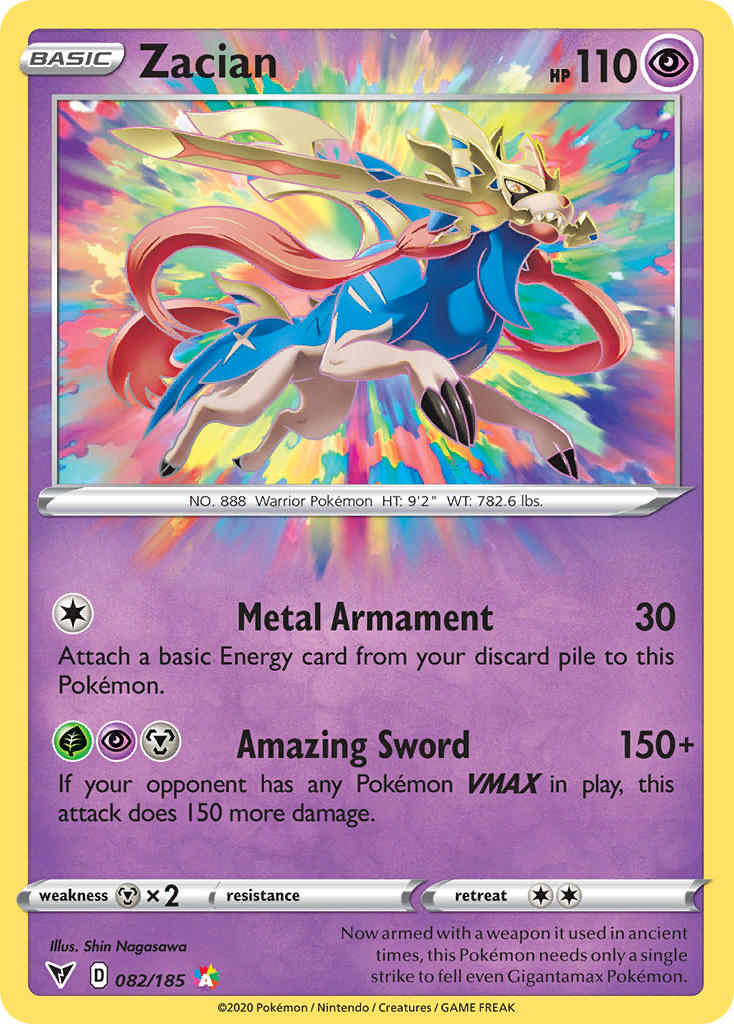 BASIC Zacian HP 110
NO. 888 Warrior Pokémon HT: 9'2" WT: 782.6 lbs.
Metal Armament 30
Attach a basic Energy card from your discard pile to this
Pokémon.
Amazing Sword 150+
If your opponent has any Pokémon VMAX in play, this
attack does 150 more damage.
weakness ×2 resistance retreat
Illus. Shin Nagasawa
D 082/185 A
Now armed with a weapon it used in ancient
times, this Pokémon needs only a single
strike to fell even Gigantamax Pokémon.
©2020 Pokémon / Nintendo / Creatures / GAME FREAK